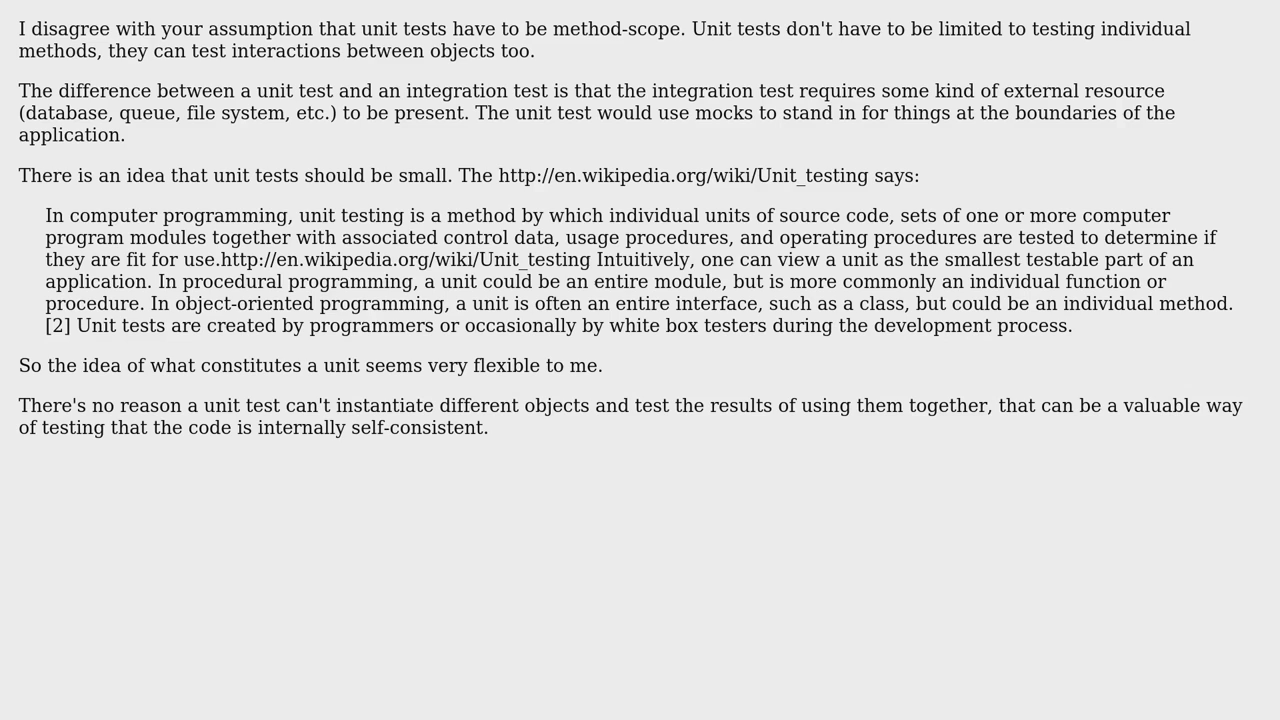 I disagree with your assumption that unit tests have to be method-scope. Unit tests don't have to be limited to testing individual
methods, they can test interactions between objects too.
The difference between a unit test and an integration test is that the integration test requires some kind of external resource
(database, queue, file system, etc.) to be present. The unit test would use mocks to stand in for things at the boundaries of the
application.
There is an idea that unit tests should be small. The http://en.wikipedia.org/wiki/Unit_testing says:
In computer programming, unit testing is a method by which individual units of source code, sets of one or more computer
program modules together with associated control data, usage procedures, and operating procedures are tested to determine if
they are fit for use.http://en.wikipedia.org/wiki/Unit_testing Intuitively, one can view a unit as the smallest testable part of an
application. In procedural programming, a unit could be an entire module, but is more commonly an individual function or
procedure. In object-oriented programming, a unit is often an entire interface, such as a class, but could be an individual method.
[2] Unit tests are created by programmers or occasionally by white box testers during the development process.
So the idea of what constitutes a unit seems very flexible to me.
There's no reason a unit test can't instantiate different objects and test the results of using them together, that can be a valuable way
of testing that the code is internally self-consistent.